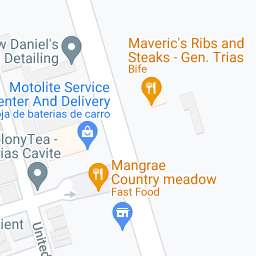 w Daniel's
Detailing
Maveric's Ribs and
Steaks - Gen. Trias
Bife
Motolite Service
enter And Delivery
oja de baterias de carro
olonyTea -
rias Cavite
Mangrae
Country meadow
Fast Food
ient
United